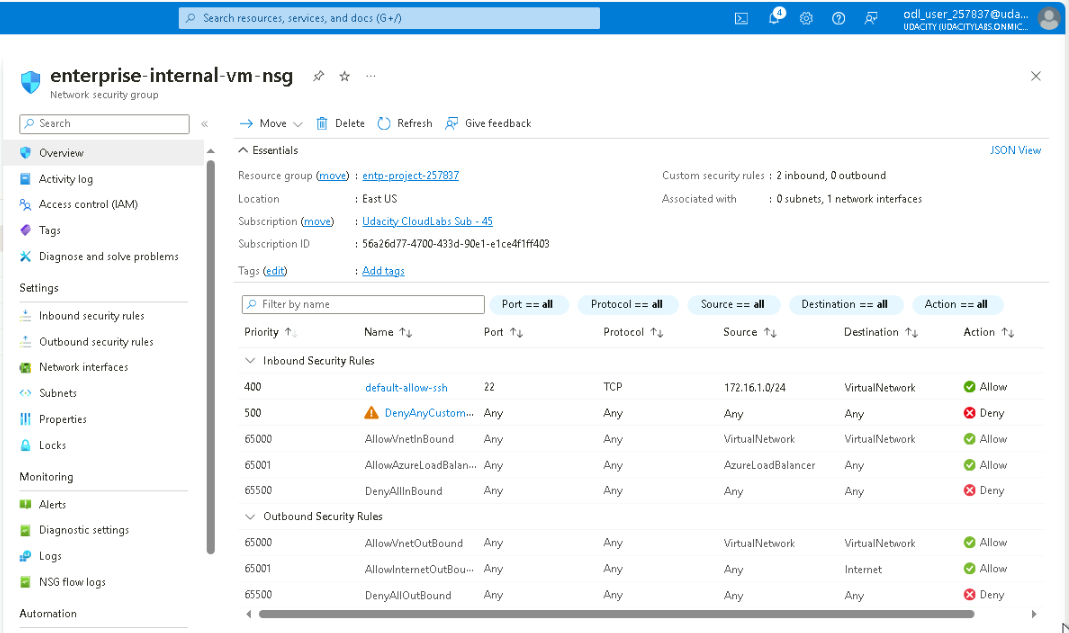 Search resources, services, and docs (G+/)
4
odl_user_257837@uda...
UDACITY (UDACITYLABS.ONMIC...
enterprise-internal-vm-nsg
Network security group
Search
Move
Delete
Refresh
Give feedback
Overview
Activity log
Access control (IAM)
Tags
Diagnose and solve problems
Settings
Inbound security rules
Outbound security rules
Network interfaces
Subnets
Properties
Locks
Monitoring
Alerts
Diagnostic settings
Logs
NSG flow logs
Automation
Essentials
JSON View
Resource group (move) : entp-project-257837
Location : East US
Subscription (move) : Udacity CloudLabs Sub - 45
Subscription ID : 56a26d77-4700-433d-90e1-e1ce4f1ff403
Tags (edit) : Add tags
Custom security rules : 2 inbound, 0 outbound
Associated with : 0 subnets, 1 network interfaces
Filter by name
Port == all
Protocol == all
Source == all
Destination == all
Action == all
Priority Name Port Protocol Source Destination Action
Inbound Security Rules
400 default-allow-ssh 22 TCP 172.16.1.0/24 VirtualNetwork Allow
500 DenyAnyCustom... Any Any Any Any Deny
65000 AllowVnetInBound Any Any VirtualNetwork VirtualNetwork Allow
65001 AllowAzureLoadBalan... Any Any AzureLoadBalancer Any Allow
65500 DenyAllInBound Any Any Any Any Deny
Outbound Security Rules
65000 AllowVnetOutBound Any Any VirtualNetwork VirtualNetwork Allow
65001 AllowInternetOutBou... Any Any Any Internet Allow
65500 DenyAllOutBound Any Any Any Any Deny